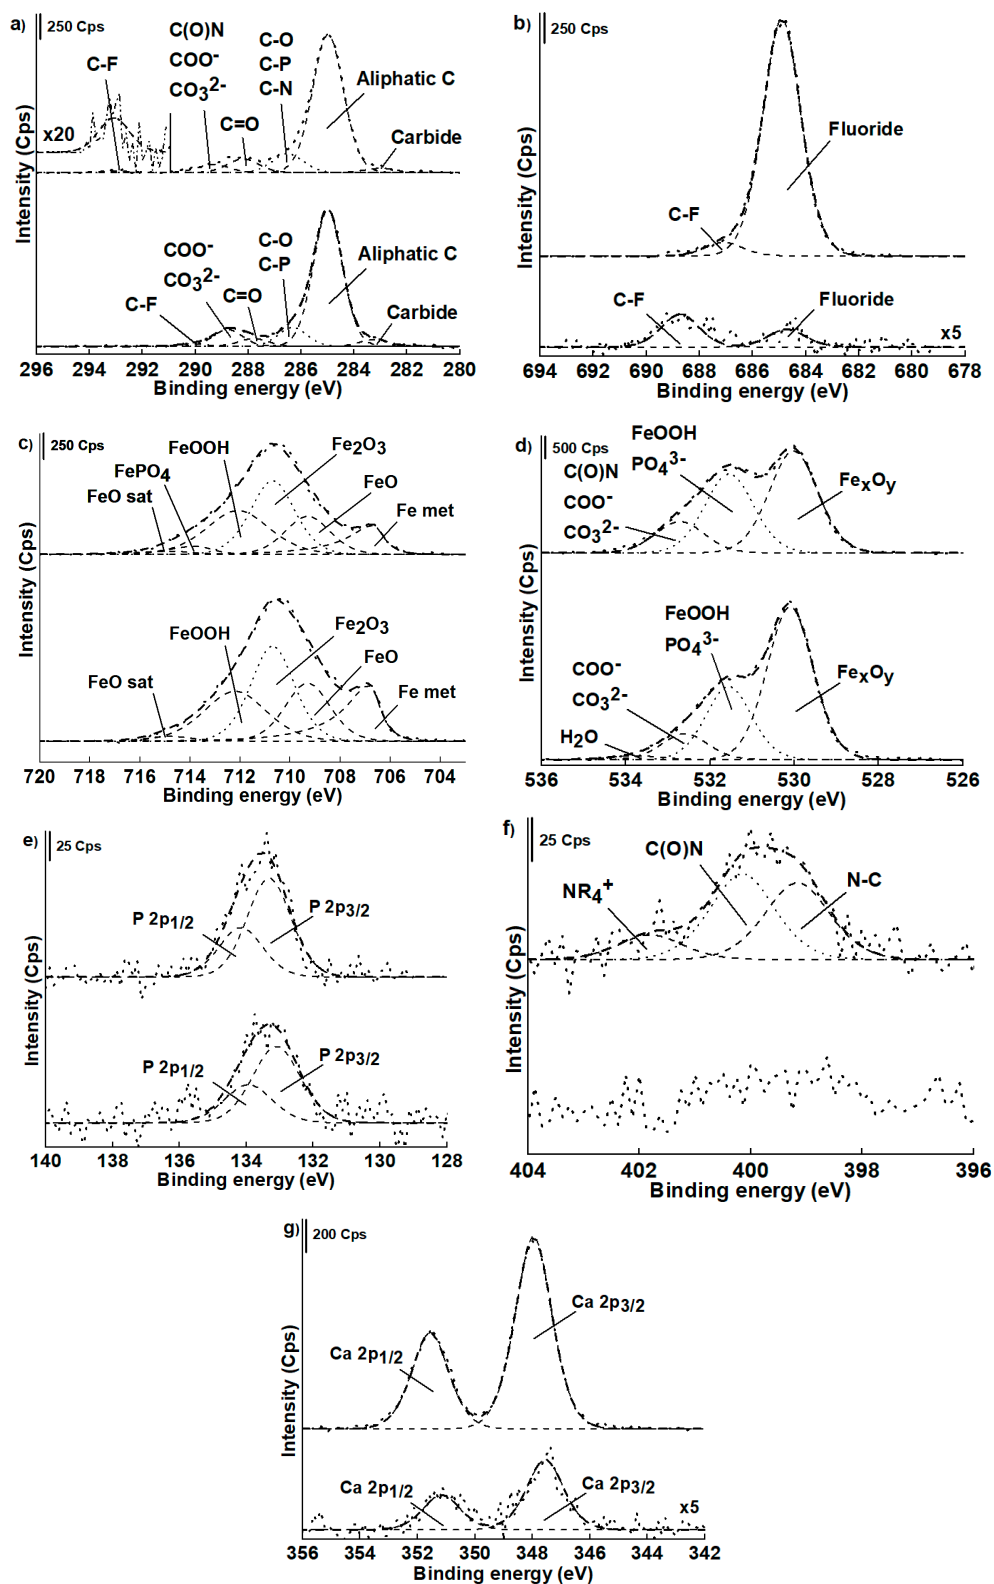 a)
250 Cps
C(O)N
COO-
CO32-
C-F
C=O
C-O
C-P
C-N
Aliphatic C
Carbide
x20
COO-
CO32-
C-F
C=O
C-O
C-P
Aliphatic C
Carbide
Intensity (Cps)
296 294 292 290 288 286 284 282 280
Binding energy (eV)
b)
250 Cps
Fluoride
C-F
C-F
Fluoride
x5
Intensity (Cps)
694 692 690 688 686 684 682 680 678
Binding energy (eV)
c)
250 Cps
FeOOH
FePO4
FeO sat
Fe2O3
FeO
Fe met
FeOOH
FeO sat
Fe2O3
FeO
Fe met
Intensity (Cps)
720 718 716 714 712 710 708 706 704
Binding energy (eV)
d)
500 Cps
FeOOH
PO43-
C(O)N
COO-
CO32-
FexOy
FeOOH
PO43-
COO-
CO32-
H2O
FexOy
Intensity (Cps)
536 534 532 530 528 526
Binding energy (eV)
e)
25 Cps
P 2p1/2
P 2p3/2
P 2p1/2
P 2p3/2
Intensity (Cps)
140 138 136 134 132 130 128
Binding energy (eV)
f)
25 Cps
C(O)N
NR4+
N-C
Intensity (Cps)
404 402 400 398 396
Binding energy (eV)
g)
200 Cps
Ca 2p3/2
Ca 2p1/2
Ca 2p1/2
Ca 2p3/2
x5
Intensity (Cps)
356 354 352 350 348 346 344 342
Binding energy (eV)